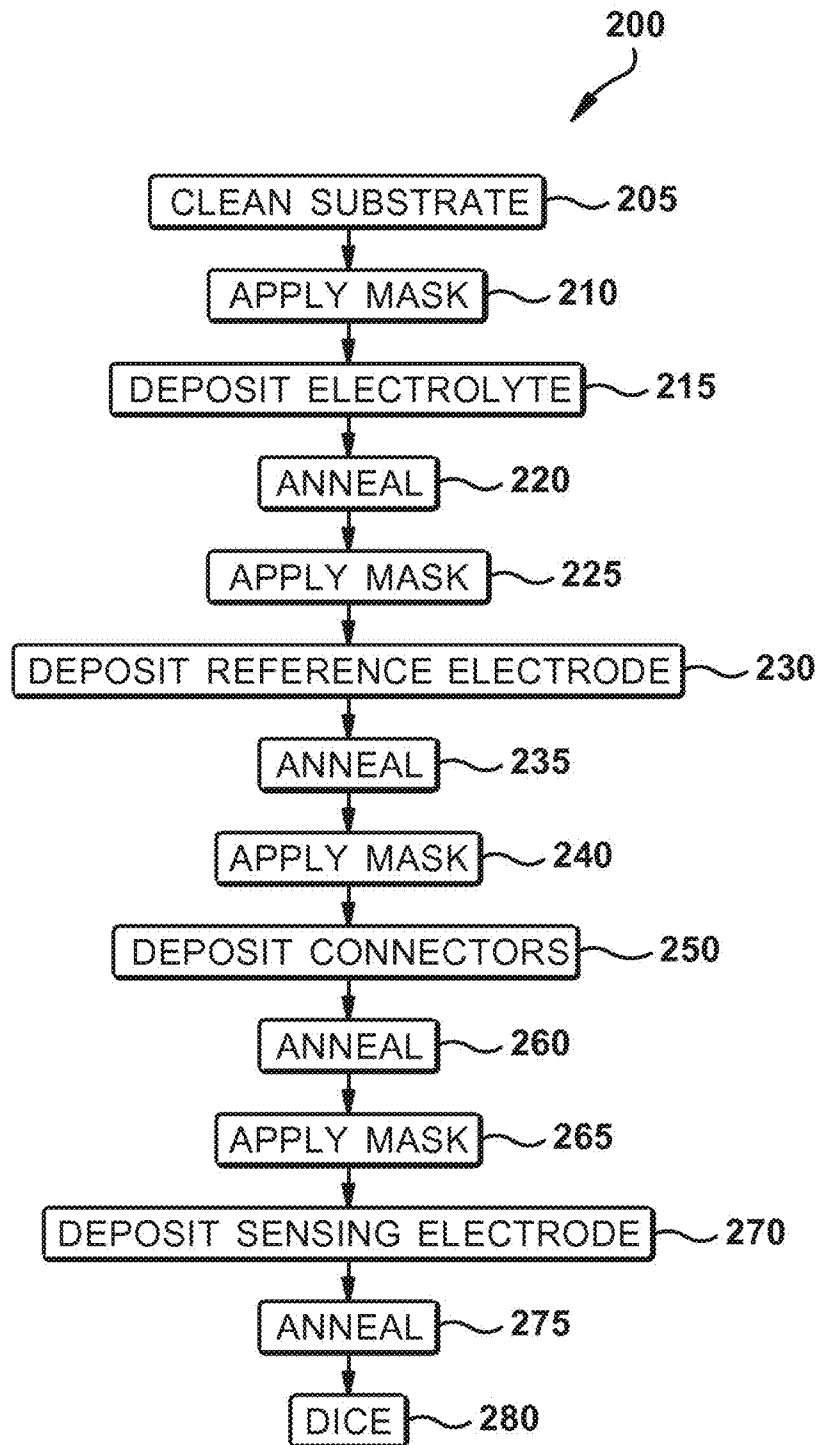 200
CLEAN SUBSTRATE 205
APPLY MASK 210
DEPOSIT ELECTROLYTE 215
ANNEAL 220
APPLY MASK 225
DEPOSIT REFERENCE ELECTRODE 230
ANNEAL 235
APPLY MASK 240
DEPOSIT CONNECTORS 250
ANNEAL 260
APPLY MASK 265
DEPOSIT SENSING ELECTRODE 270
ANNEAL 275
DICE 280